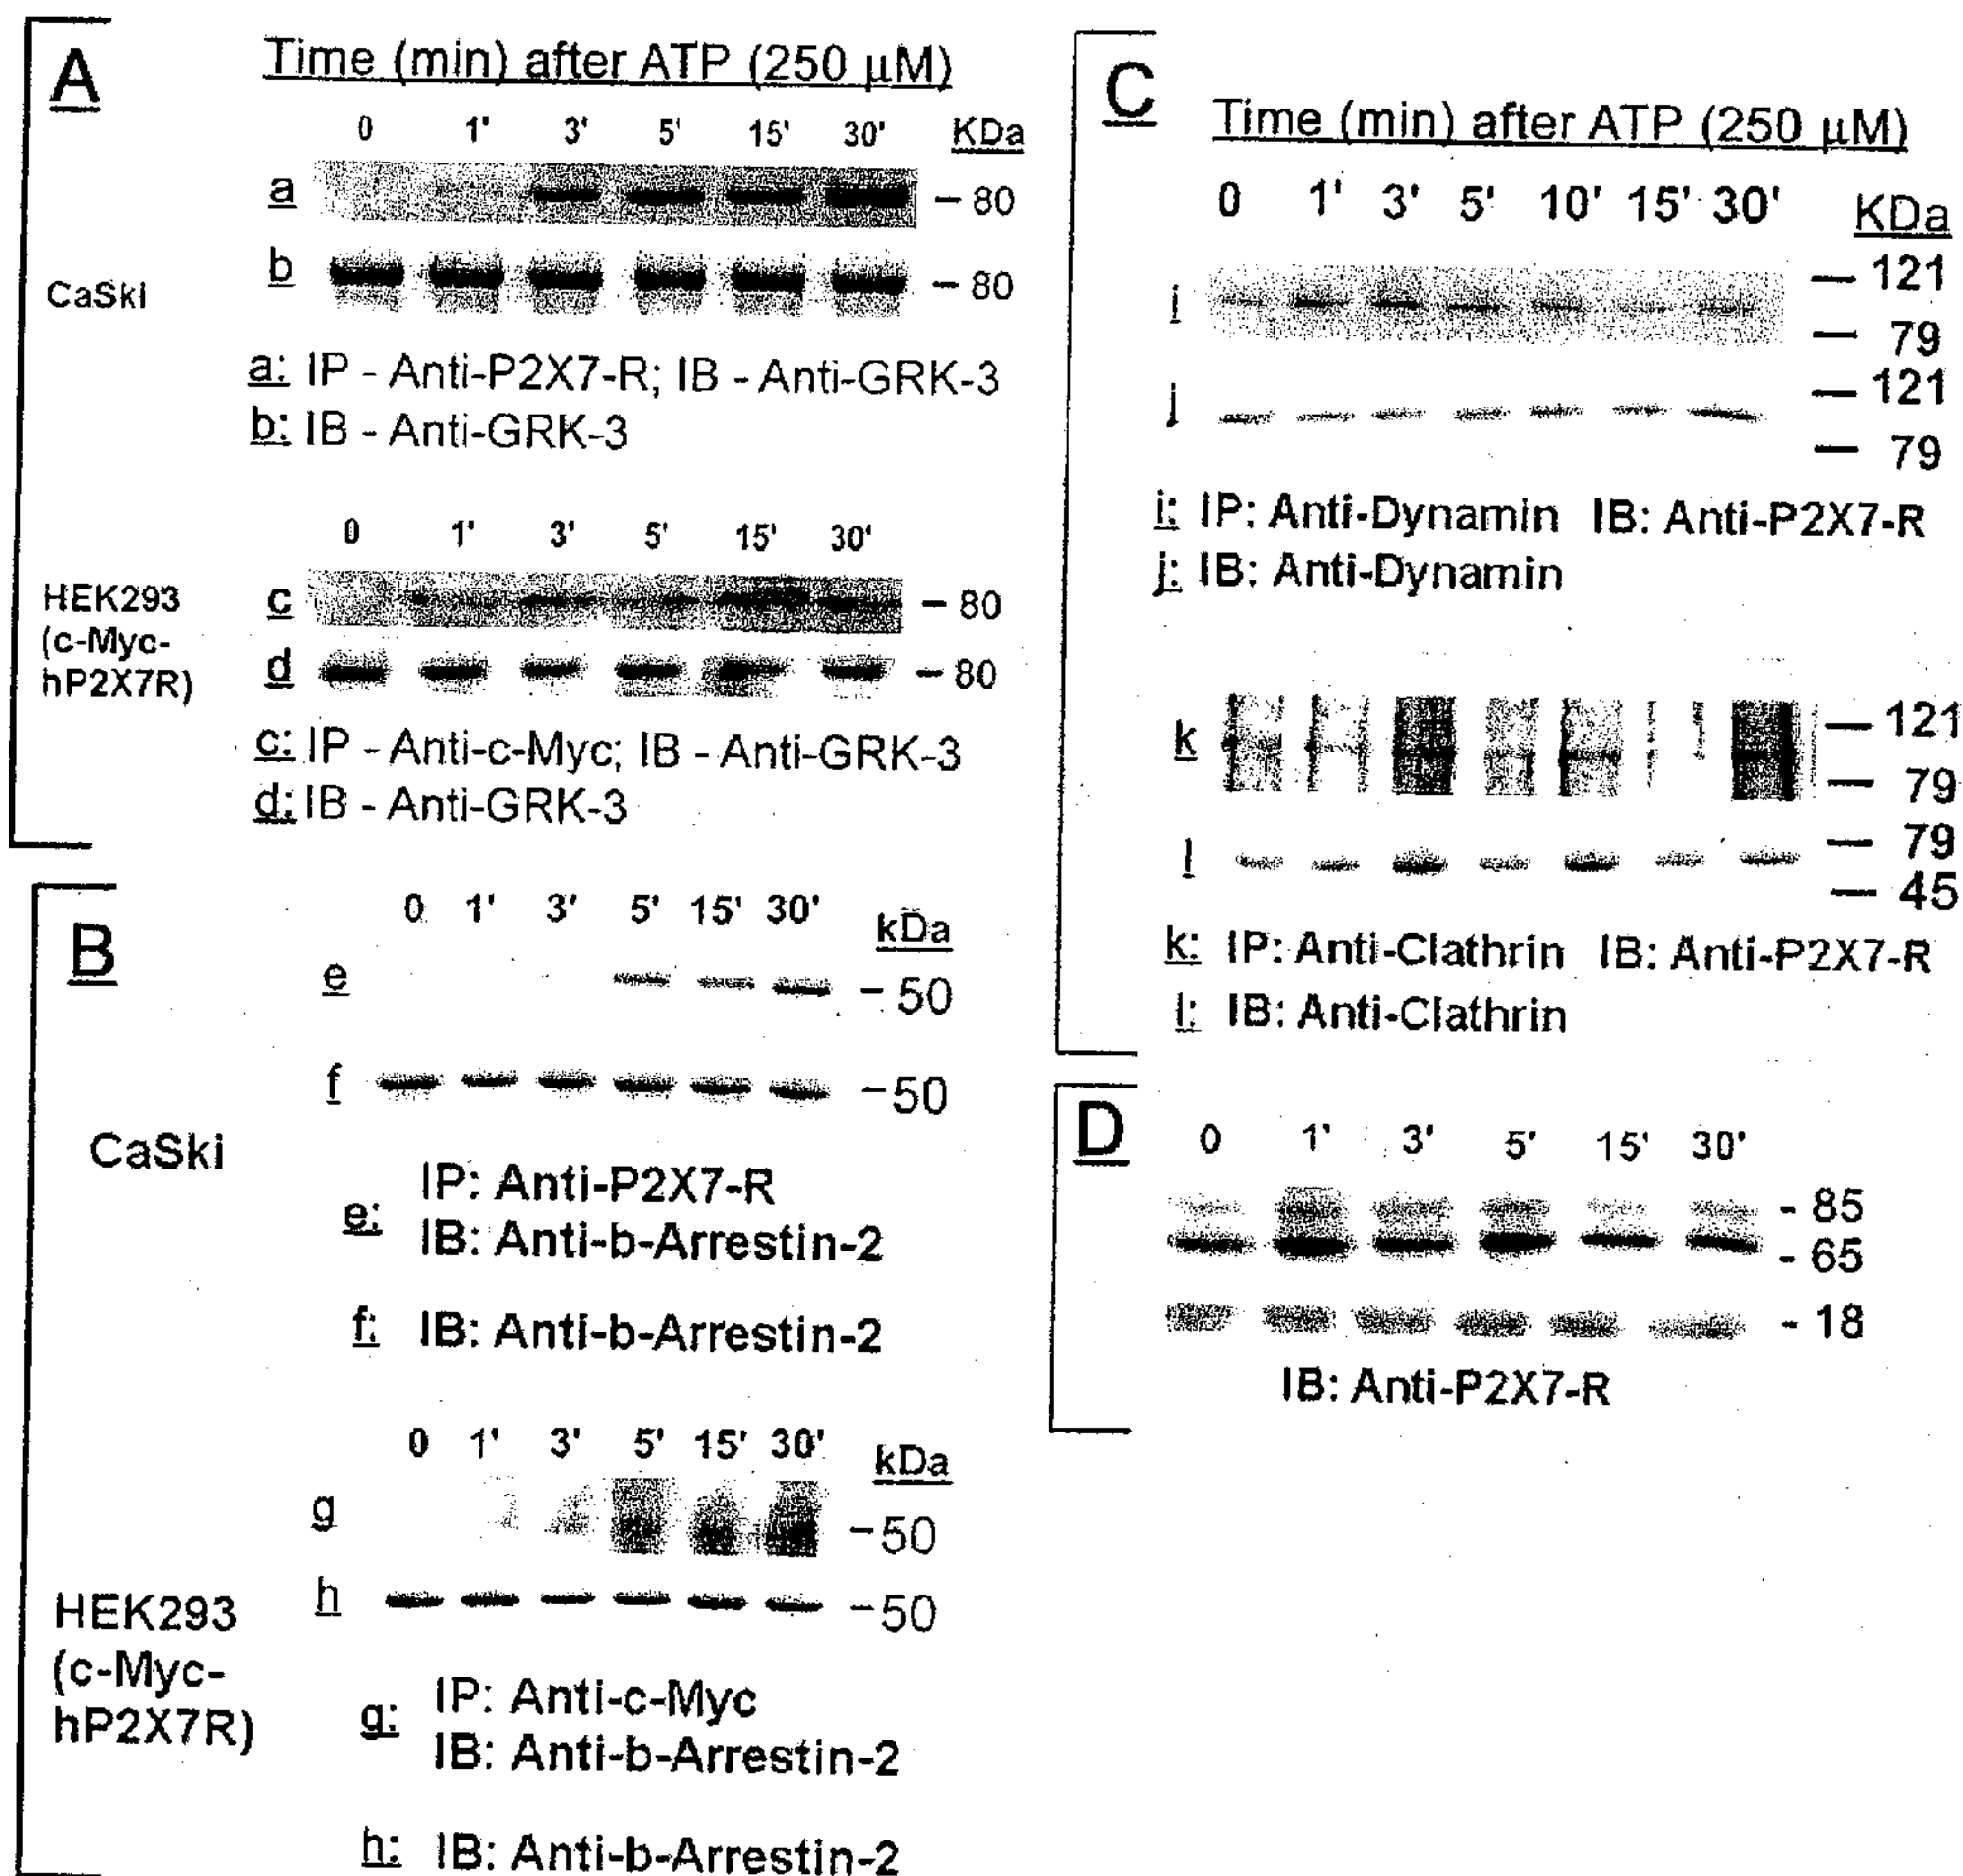 A
Time (min) after ATP (250 µM)
0 1' 3' 5' 15' 30' KDa
a - 80
b - 80
CaSki
a: IP - Anti-P2X7-R; IB - Anti-GRK-3
b: IB - Anti-GRK-3
0 1' 3' 5' 15' 30'
HEK293
(c-Myc-
hP2X7R)
c - 80
d - 80
c: IP - Anti-c-Myc; IB - Anti-GRK-3
d: IB - Anti-GRK-3
B
0 1' 3' 5' 15' 30' kDa
e - 50
f - 50
CaSki
e: IP: Anti-P2X7-R
IB: Anti-b-Arrestin-2
f: IB: Anti-b-Arrestin-2
0 1' 3' 5' 15' 30' kDa
g - 50
h - 50
HEK293
(c-Myc-
hP2X7R)
g: IP: Anti-c-Myc
IB: Anti-b-Arrestin-2
h: IB: Anti-b-Arrestin-2
C
Time (min) after ATP (250 µM)
0 1' 3' 5' 10' 15' 30' KDa
i — 121
— 79
j — 121
— 79
i: IP: Anti-Dynamin IB: Anti-P2X7-R
j: IB: Anti-Dynamin
k — 121
— 79
l — 79
— 45
k: IP: Anti-Clathrin IB: Anti-P2X7-R
l: IB: Anti-Clathrin
D
0 1' 3' 5' 15' 30'
- 85
- 65
- 18
IB: Anti-P2X7-R